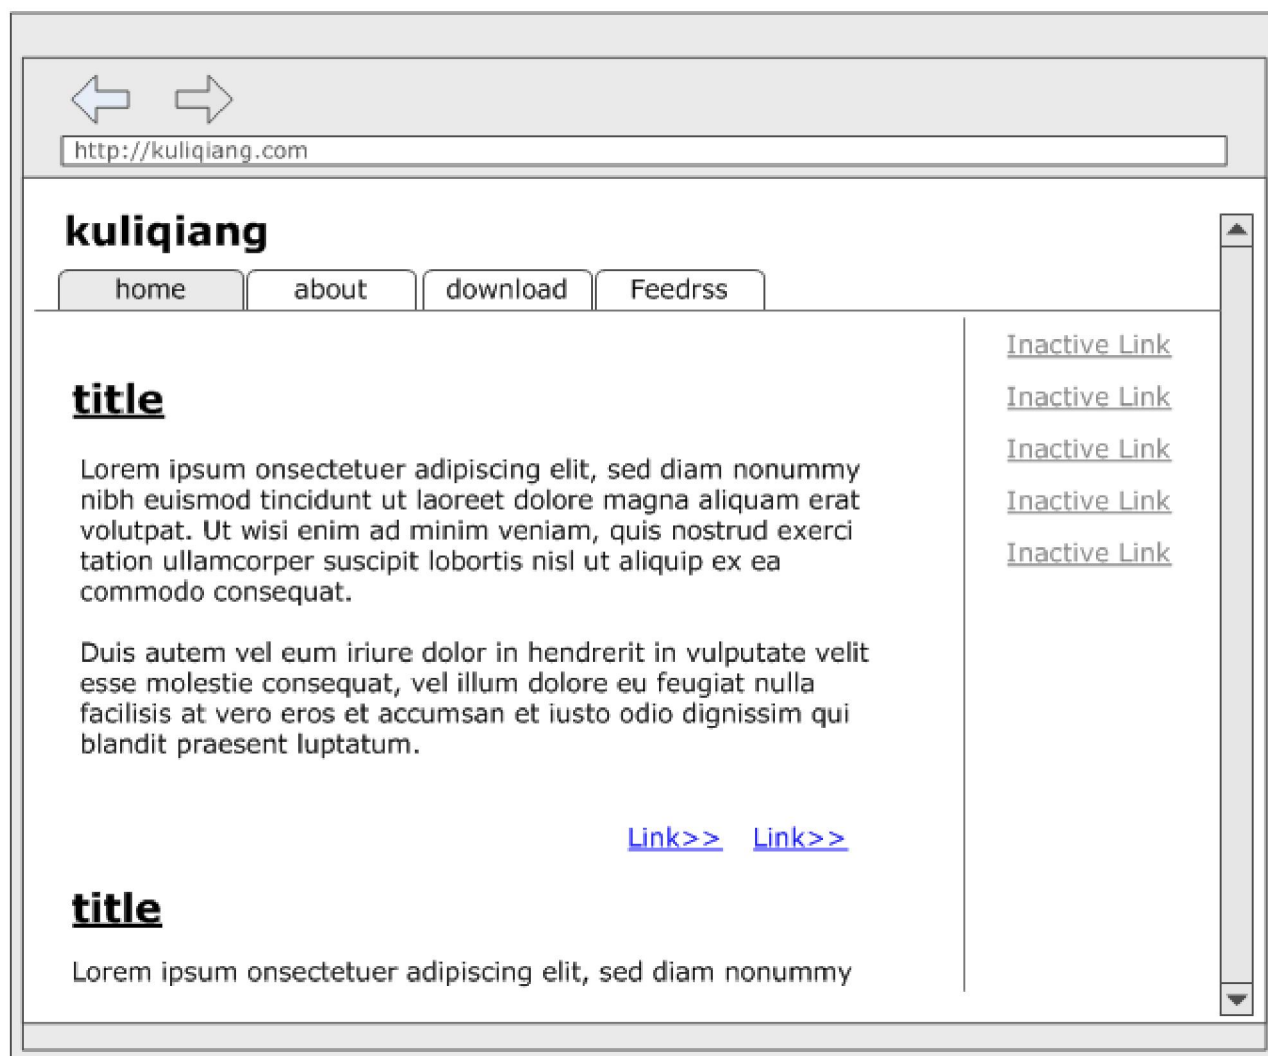 http://kuliqiang.com
kuliqiang
home about download Feedrss
title
Lorem ipsum onsectetuer adipiscing elit, sed diam nonummy
nibh euismod tincidunt ut laoreet dolore magna aliquam erat
volutpat. Ut wisi enim ad minim veniam, quis nostrud exerci
tation ullamcorper suscipit lobortis nisl ut aliquip ex ea
commodo consequat.
Duis autem vel eum iriure dolor in hendrerit in vulputate velit
esse molestie consequat, vel illum dolore eu feugiat nulla
facilisis at vero eros et accumsan et iusto odio dignissim qui
blandit praesent luptatum.
Link>> Link>>
title
Lorem ipsum onsectetuer adipiscing elit, sed diam nonummy
Inactive Link
Inactive Link
Inactive Link
Inactive Link
Inactive Link